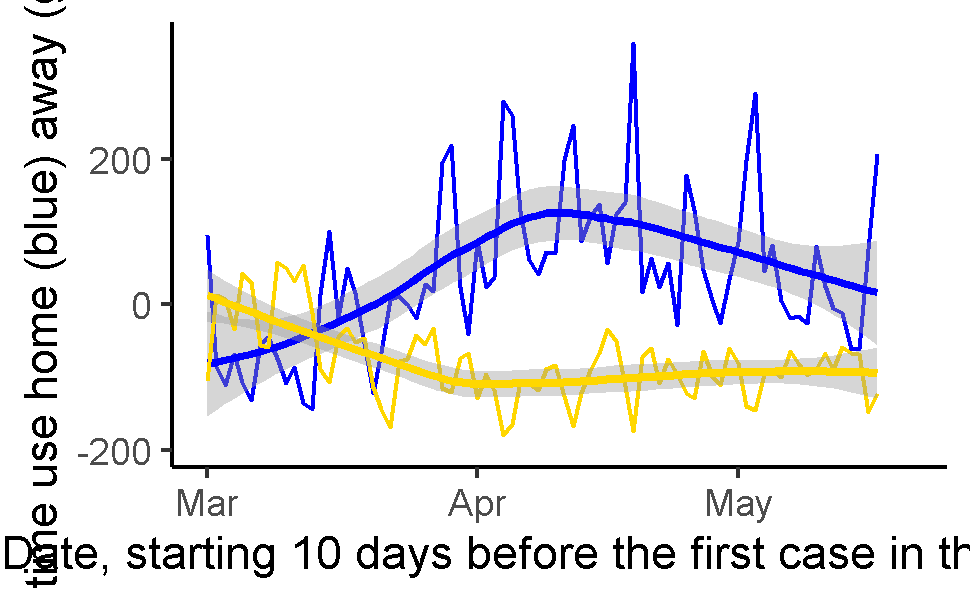 time use home (blue) away (
200
0
-200
Mar Apr May
Date, starting 10 days before the first case in th